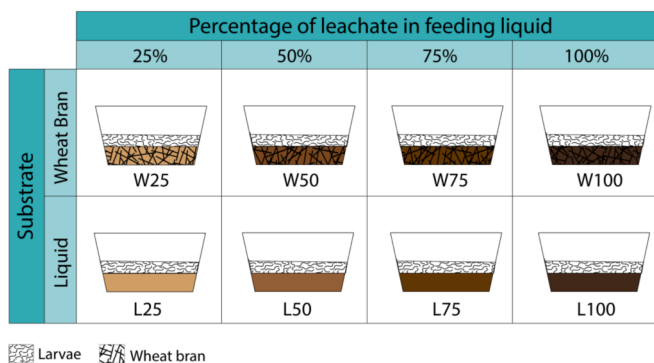 Percentage of leachate in feeding liquid
25% 50% 75% 100%
Substrate
Wheat Bran
W25 W50 W75 W100
Liquid
L25 L50 L75 L100
Larvae Wheat bran